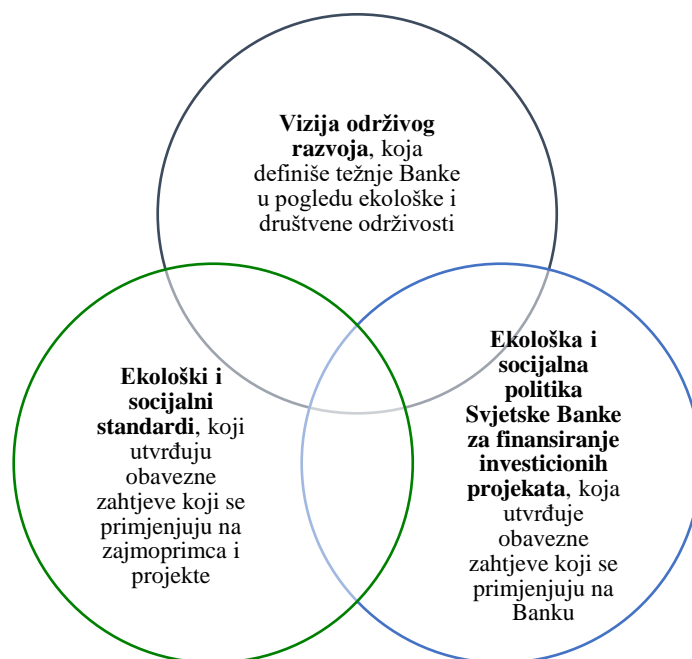 Vizija održivog
razvoja, koja
definiše težnje Banke
u pogledu ekološke i
društvene održivosti
Ekološki i
socijalni
standardi, koji
utvrđuju
obavezne
zahtjeve koji se
primjenjuju na
zajmoprimca i
projekte
Ekološka i
socijalna
politika
Svjetske Banke
za finansiranje
investicionih
projekata, koja
utvrđuje
obavezne
zahtjeve koji se
primjenjuju na
Banku